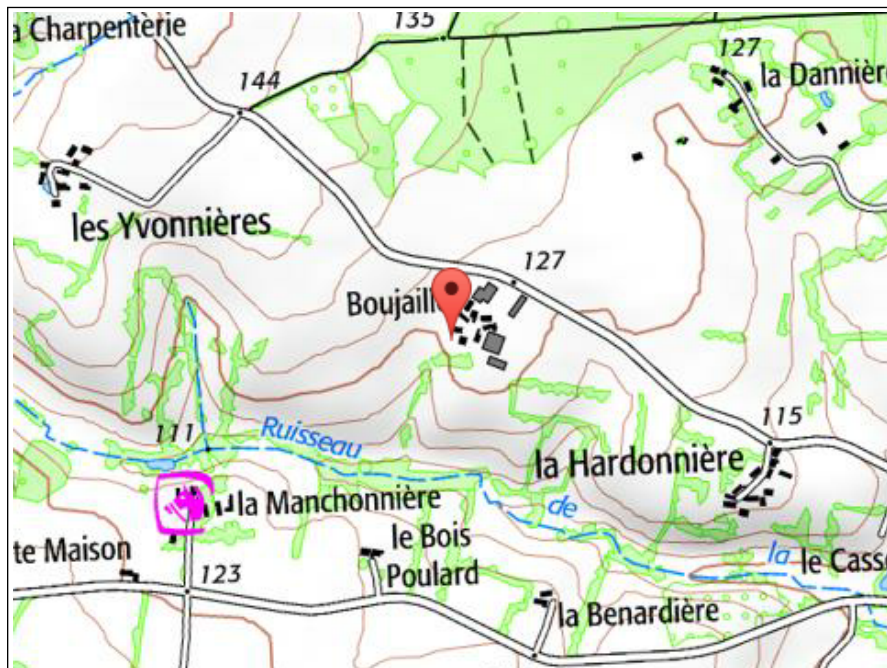 a Charpenterie
135
144
127
la Dannière
les Yvonnières
127
Boujaill
111
Ruisseau
de
la
115
la Hardonnière
la Manchonnière
te Maison
le Bois
Poulard
le Casse
123
la Benardière